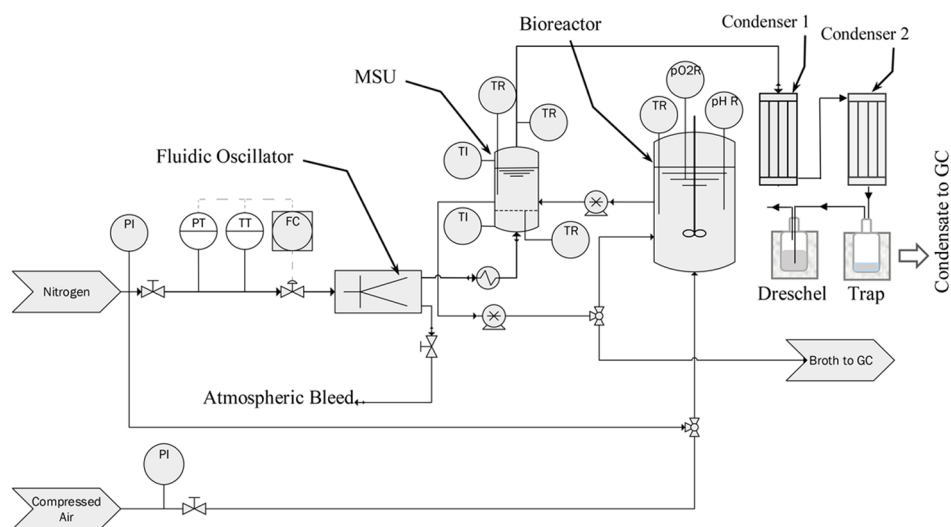 Condenser 1
Bioreactor
Condenser 2
MSU
pO2R
TR
TR
pH R
TR
TI
Fluidic Oscillator
PI
PT
TT
FC
TI
TR
Nitrogen
Dreschel
Trap
Condensate to GC
Broth to GC
Atmospheric Bleed
PI
Compressed
Air